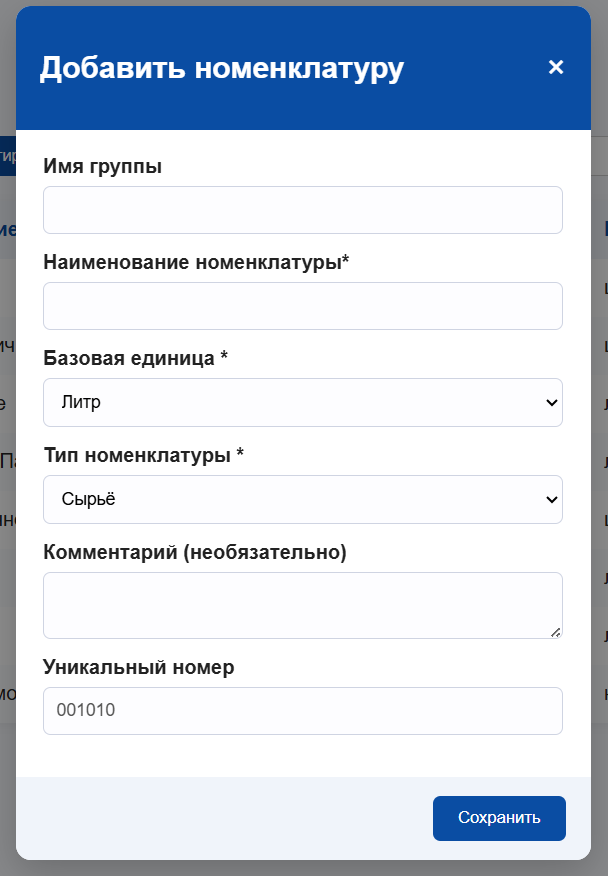 Добавить номенклатуру ×
Имя группы
Наименование номенклатуры*
Базовая единица *
Литр
Тип номенклатуры *
Сырьё
Комментарий (необязательно)
Уникальный номер
001010
Сохранить